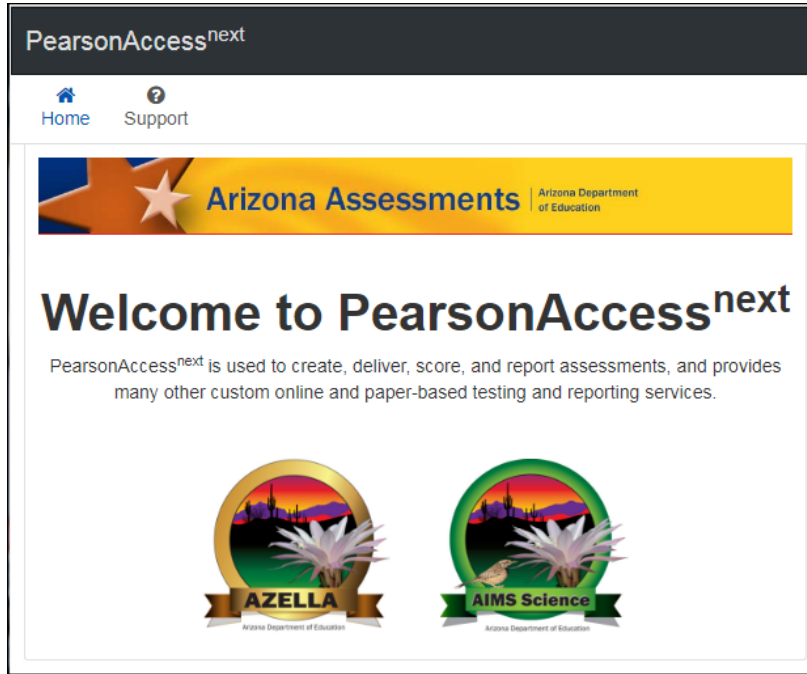 PearsonAccessnext
Home
Support
Arizona Assessments
Arizona Department
of Education
Welcome to PearsonAccessnext
PearsonAccessnext is used to create, deliver, score, and report assessments, and provides
many other custom online and paper-based testing and reporting services.
AZELLA
Arizona Department of Education
AIMS Science
Arizona Department of Education